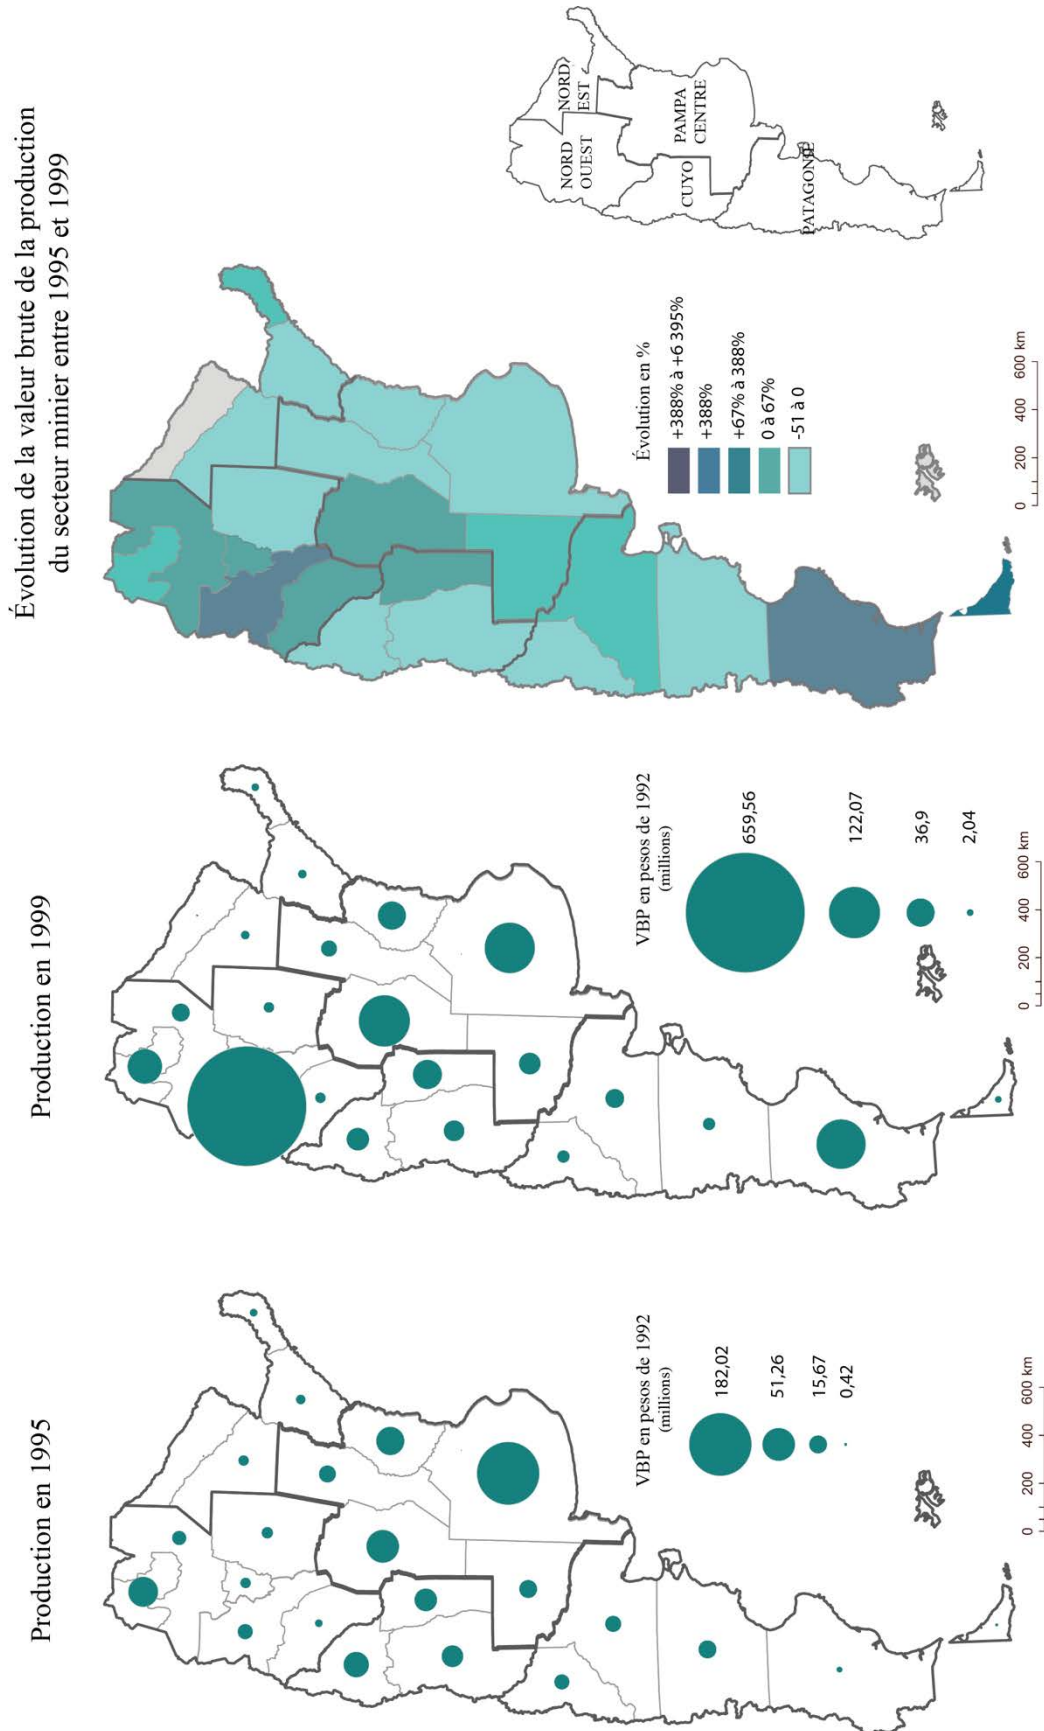 Évolution de la valeur brute de la production
du secteur minier entre 1995 et 1999
Production en 1995
VBP en pesos de 1992
(millions)
182,02
51,26
15,67
0,42
0 200 400 600 km
Production en 1999
VBP en pesos de 1992
(millions)
659,56
122,07
36,9
2,04
0 200 400 600 km
Évolution en %
+388% à +6 395%
+388%
+67% à 388%
0 à 67%
-51 à 0
0 200 400 600 km
NORD
OUEST
NORD
EST
CUYO
PAMPA
CENTRE
PATAGONIE